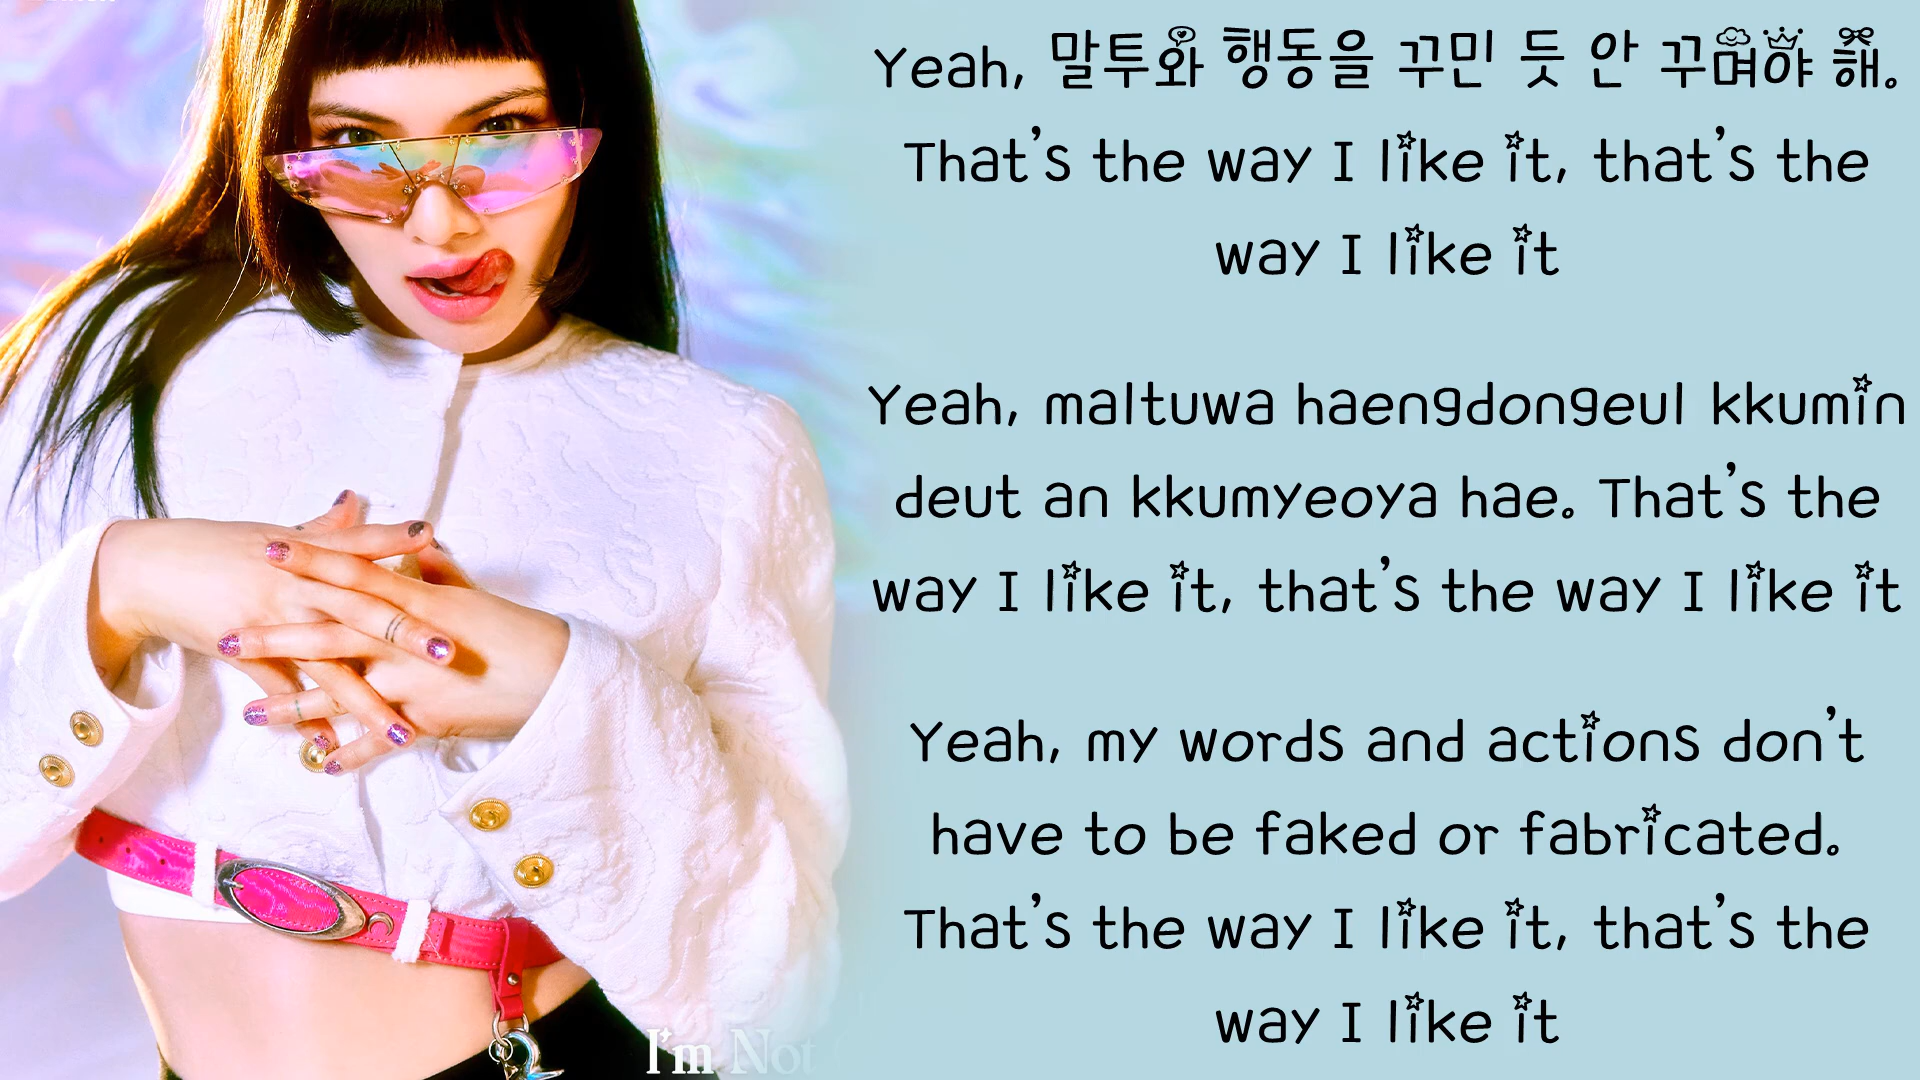 Yeah, 말투와 행동을 꾸민 듯 안 꾸며야 해.
That's the way I like it, that's the
way I like it
Yeah, maltuwa haengdongeul kkumin
deut an kkumyeoya hae. That's the
way I like it, that's the way I like it
Yeah, my words and actions don't
have to be faked or fabricated.
That's the way I like it, that's the
way I like it
I'm Not